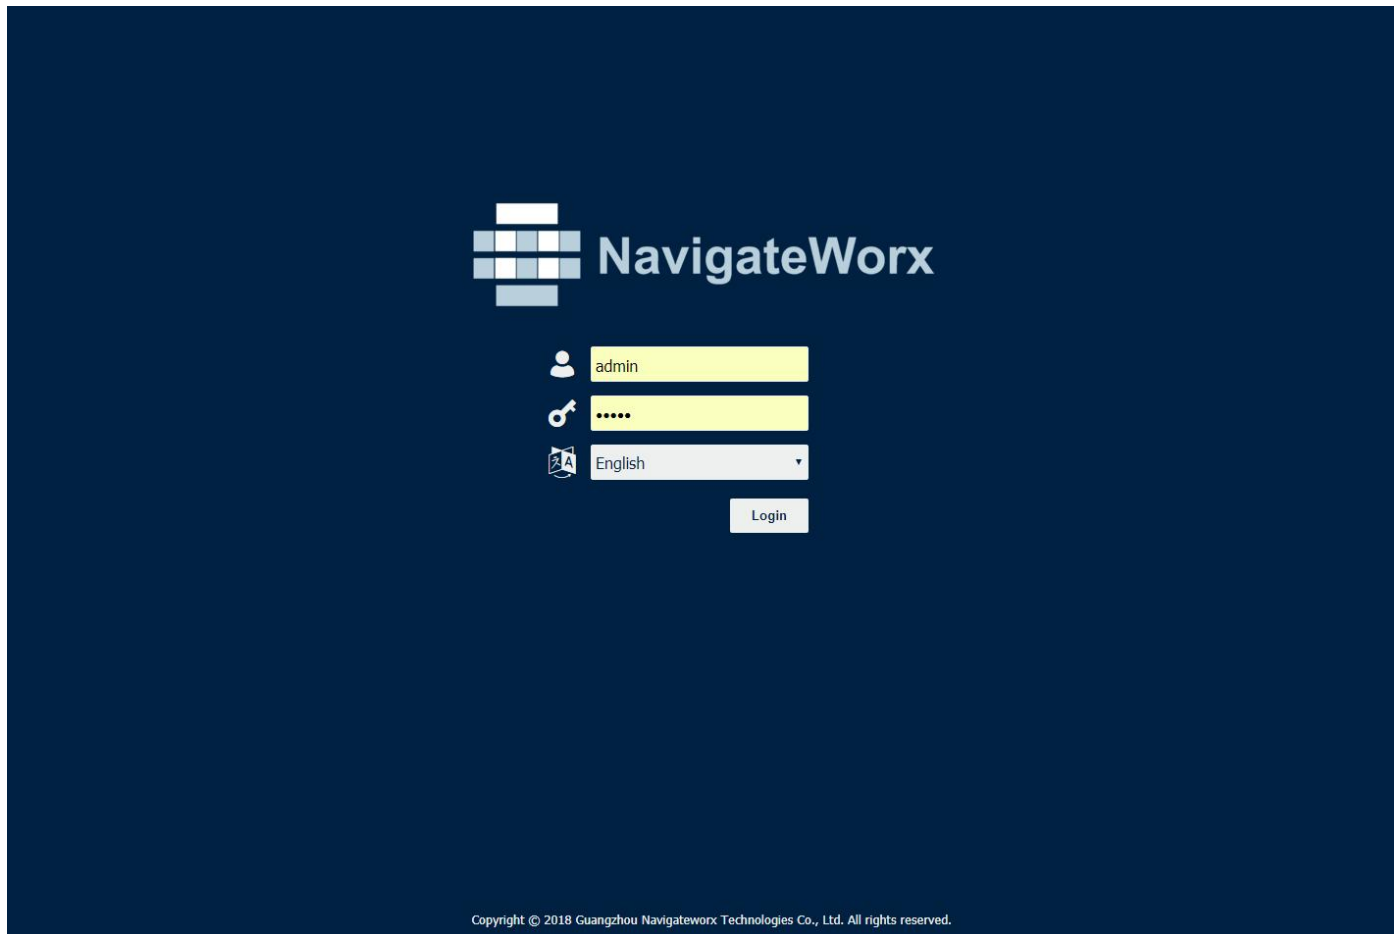 NavigateWorx
admin
•••••
English
Login
Copyright © 2018 Guangzhou Navigateworx Technologies Co., Ltd. All rights reserved.